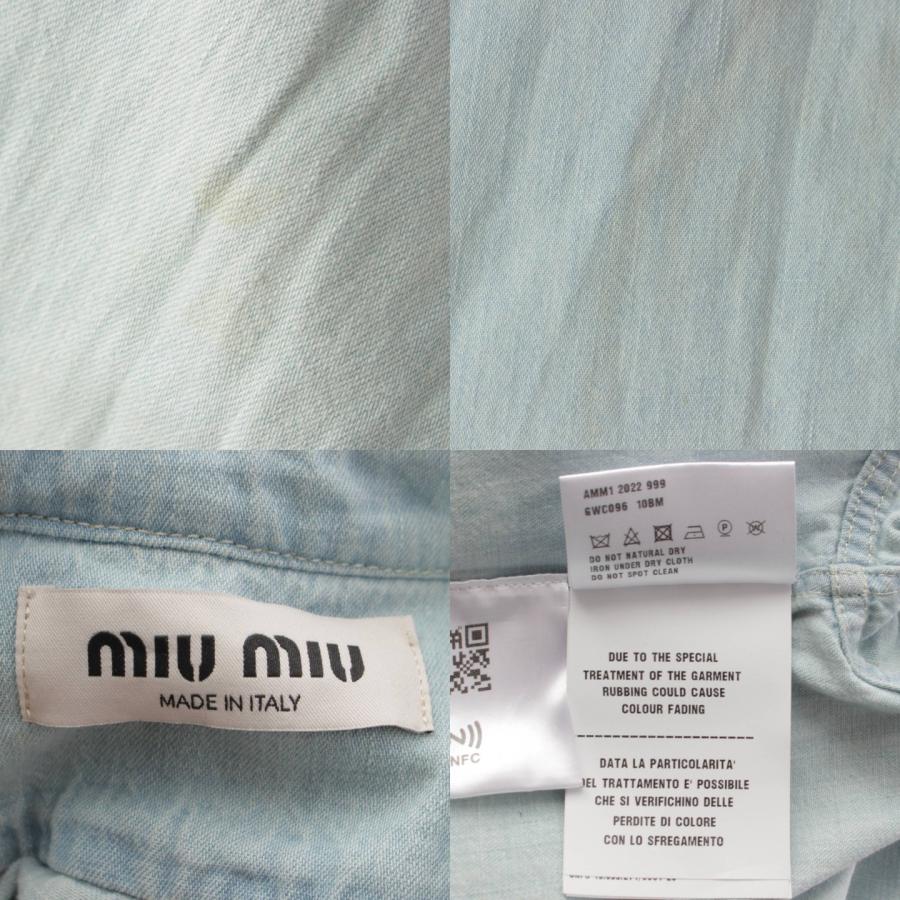 miu miu
MADE IN ITALY
AMM1 2022 999
GWC096 10BM
DO NOT NATURAL DRY
IRON UNDER DRY CLOTH
DO NOT SPOT CLEAN
NFC
DUE TO THE SPECIAL
TREATMENT OF THE GARMENT
RUBBING COULD CAUSE
COLOUR FADING
DATA LA PARTICOLARITA'
DEL TRATTAMENTO E' POSSIBILE
CHE SI VERIFICHINO DELLE
PERDITE DI COLORE
CON LO SFREGAMENTO